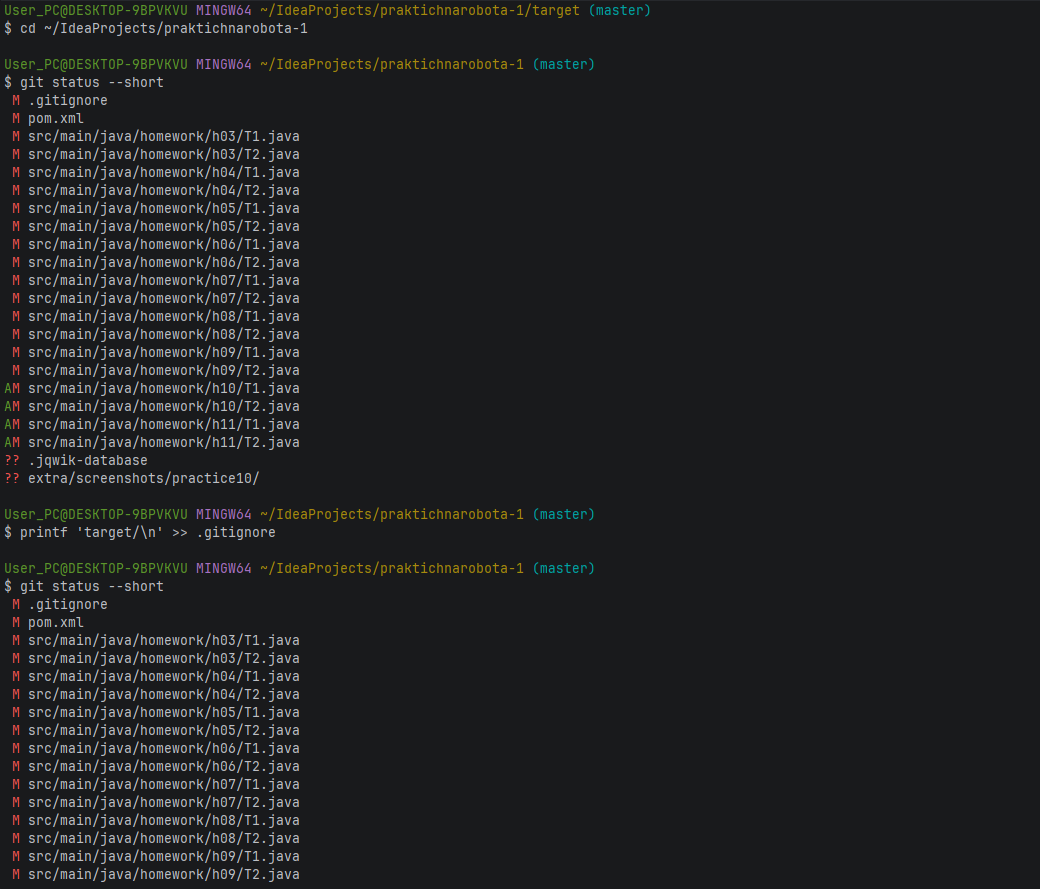 User_PC@DESKTOP-9BPVKVU MINGW64 ~/IdeaProjects/praktichnarobota-1/target (master)
$ cd ~/IdeaProjects/praktichnarobota-1
User_PC@DESKTOP-9BPVKVU MINGW64 ~/IdeaProjects/praktichnarobota-1 (master)
$ git status --short
M .gitignore
M pom.xml
M src/main/java/homework/h03/T1.java
M src/main/java/homework/h03/T2.java
M src/main/java/homework/h04/T1.java
M src/main/java/homework/h04/T2.java
M src/main/java/homework/h05/T1.java
M src/main/java/homework/h05/T2.java
M src/main/java/homework/h06/T1.java
M src/main/java/homework/h06/T2.java
M src/main/java/homework/h07/T1.java
M src/main/java/homework/h07/T2.java
M src/main/java/homework/h08/T1.java
M src/main/java/homework/h08/T2.java
M src/main/java/homework/h09/T1.java
M src/main/java/homework/h09/T2.java
AM src/main/java/homework/h10/T1.java
AM src/main/java/homework/h10/T2.java
AM src/main/java/homework/h11/T1.java
AM src/main/java/homework/h11/T2.java
?? .jqwik-database
?? extra/screenshots/practice10/
User_PC@DESKTOP-9BPVKVU MINGW64 ~/IdeaProjects/praktichnarobota-1 (master)
$ printf 'target/\n' >> .gitignore
User_PC@DESKTOP-9BPVKVU MINGW64 ~/IdeaProjects/praktichnarobota-1 (master)
$ git status --short
M .gitignore
M pom.xml
M src/main/java/homework/h03/T1.java
M src/main/java/homework/h03/T2.java
M src/main/java/homework/h04/T1.java
M src/main/java/homework/h04/T2.java
M src/main/java/homework/h05/T1.java
M src/main/java/homework/h05/T2.java
M src/main/java/homework/h06/T1.java
M src/main/java/homework/h06/T2.java
M src/main/java/homework/h07/T1.java
M src/main/java/homework/h07/T2.java
M src/main/java/homework/h08/T1.java
M src/main/java/homework/h08/T2.java
M src/main/java/homework/h09/T1.java
M src/main/java/homework/h09/T2.java